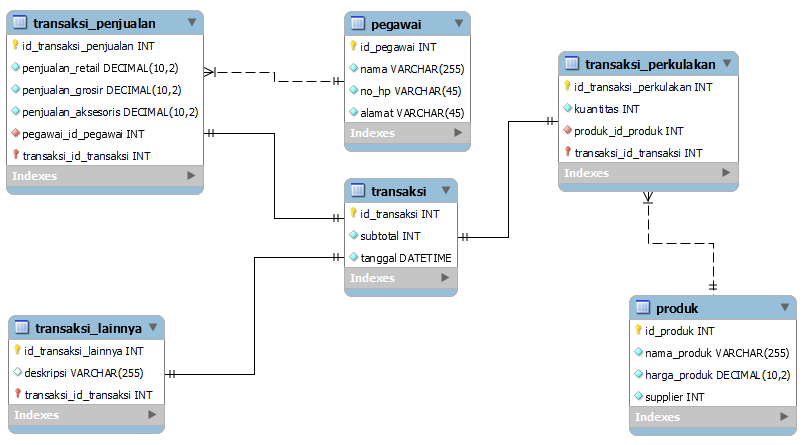 transaksi_penjualan
id_transaksi_penjualan INT
penjualan_retail DECIMAL(10,2)
penjualan_grosir DECIMAL(10,2)
penjualan_aksesoris DECIMAL(10,2)
pegawai_id_pegawai INT
transaksi_id_transaksi INT
Indexes
pegawai
id_pegawai INT
nama VARCHAR(255)
no_hp VARCHAR(45)
alamat VARCHAR(45)
Indexes
transaksi_perkulakan
id_transaksi_perkulakan INT
kuantitas INT
produk_id_produk INT
transaksi_id_transaksi INT
Indexes
transaksi
id_transaksi INT
subtotal INT
tanggal DATETIME
Indexes
transaksi_lainnya
id_transaksi_lainnya INT
deskripsi VARCHAR(255)
transaksi_id_transaksi INT
Indexes
produk
id_produk INT
nama_produk VARCHAR(255)
harga_produk DECIMAL(10,2)
supplier INT
Indexes